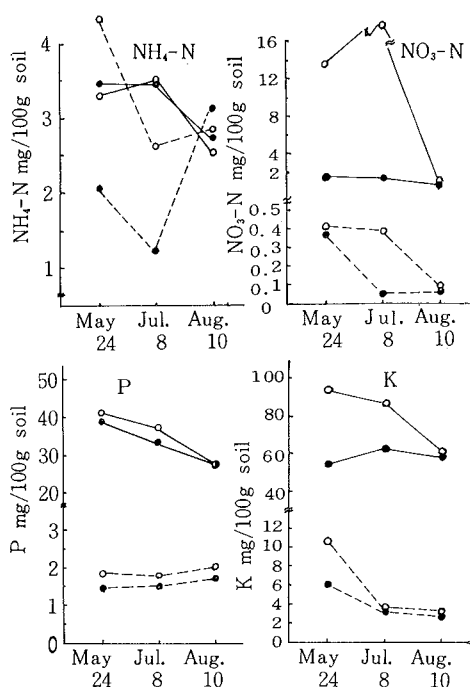 NH₄-N
NH₄-N mg/100g soil
4
3
2
1
May
24
Jul.
8
Aug.
10
NO₃-N
NO₃-N mg/100g soil
16
12
8
4
2
0.5
0.4
0.3
0.2
0.1
0
May
24
Jul.
8
Aug.
10
P
P mg/100g soil
50
40
30
20
3
2
1
0
May
24
Jul.
8
Aug.
10
K
K mg/100g soil
100
80
60
40
10
8
6
4
2
0
May
24
Jul.
8
Aug.
10